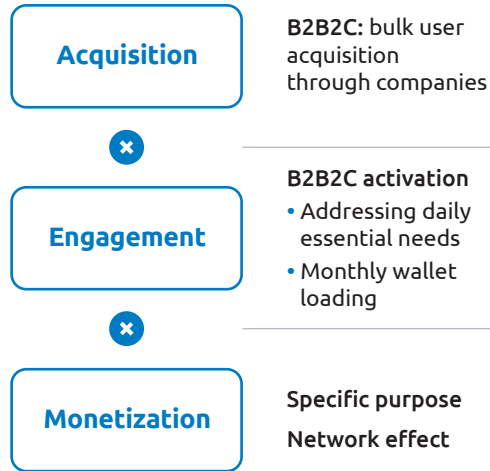 Acquisition
B2B2C: bulk user
acquisition
through companies
Engagement
B2B2C activation
• Addressing daily
essential needs
• Monthly wallet
loading
Monetization
Specific purpose
Network effect